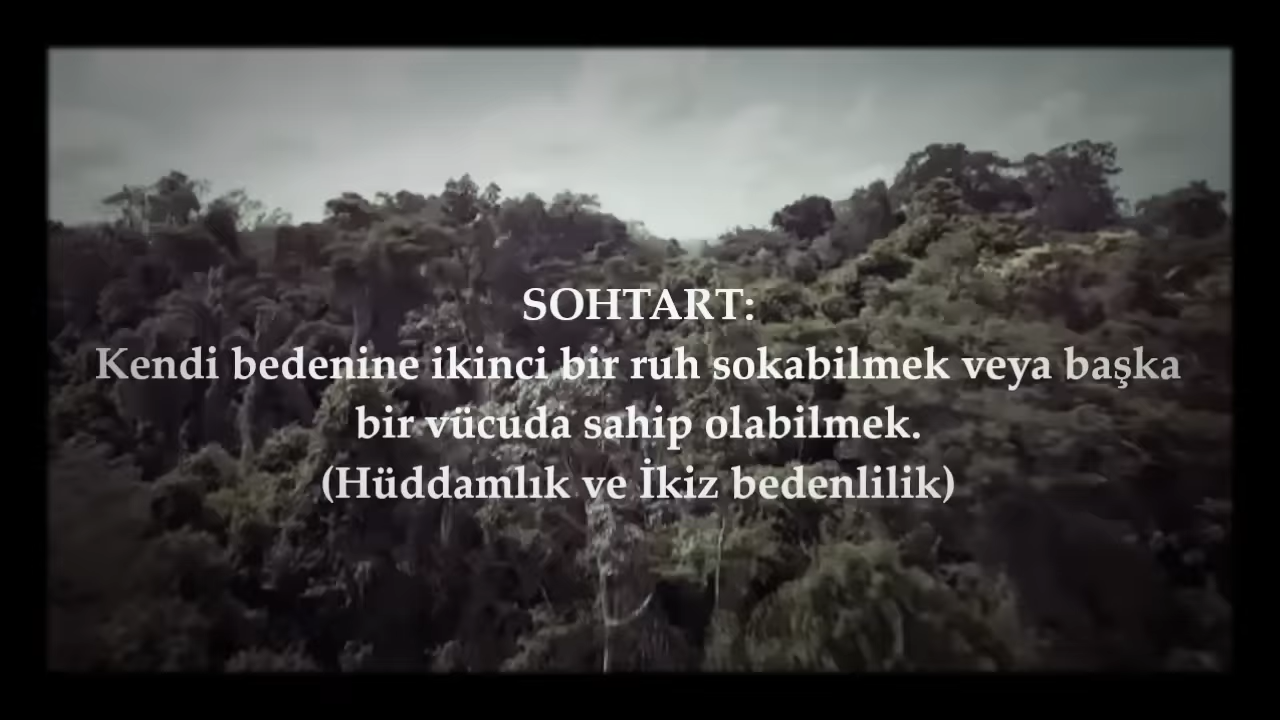 SOHTART:
Kendi bedenine ikinci bir ruh sokabilmek veya başka
bir vücuda sahip olabilmek.
(Hüddamlık ve İkiz bedenlilik)